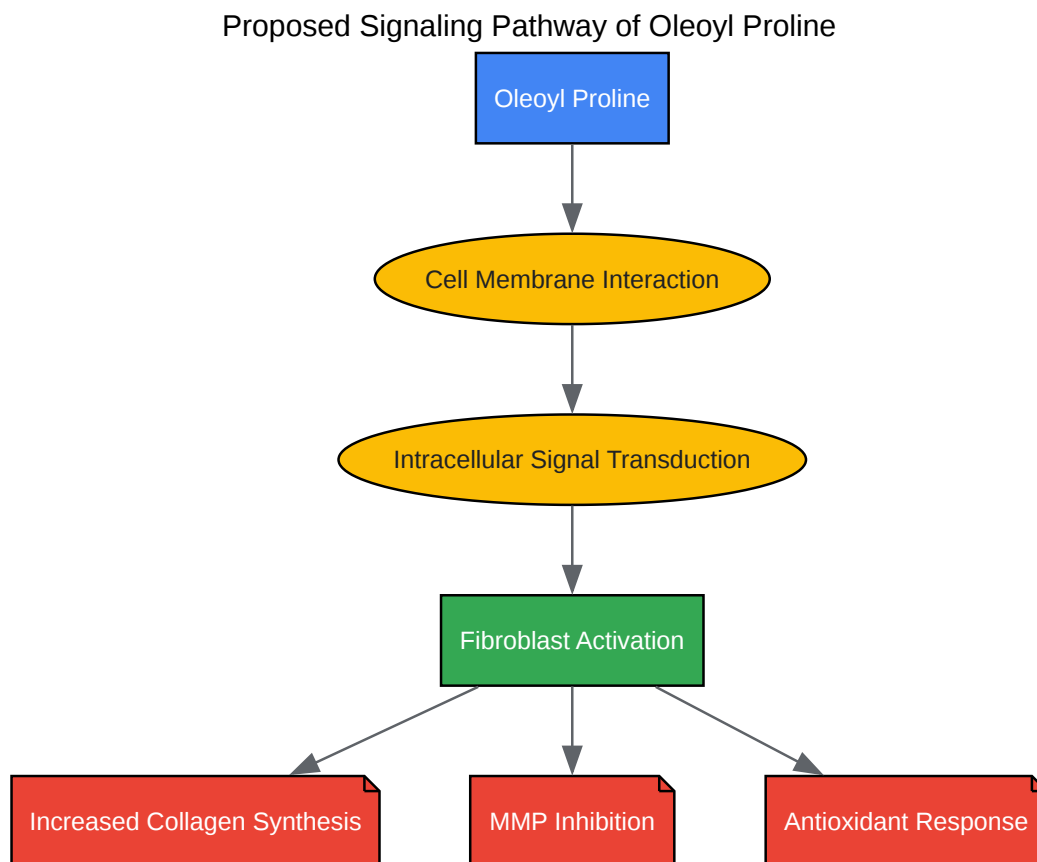 Proposed Signaling Pathway of Oleoyl Proline
Oleoyl Proline
Cell Membrane Interaction
Intracellular Signal Transduction
Fibroblast Activation
Increased Collagen Synthesis
MMP Inhibition
Antioxidant Response